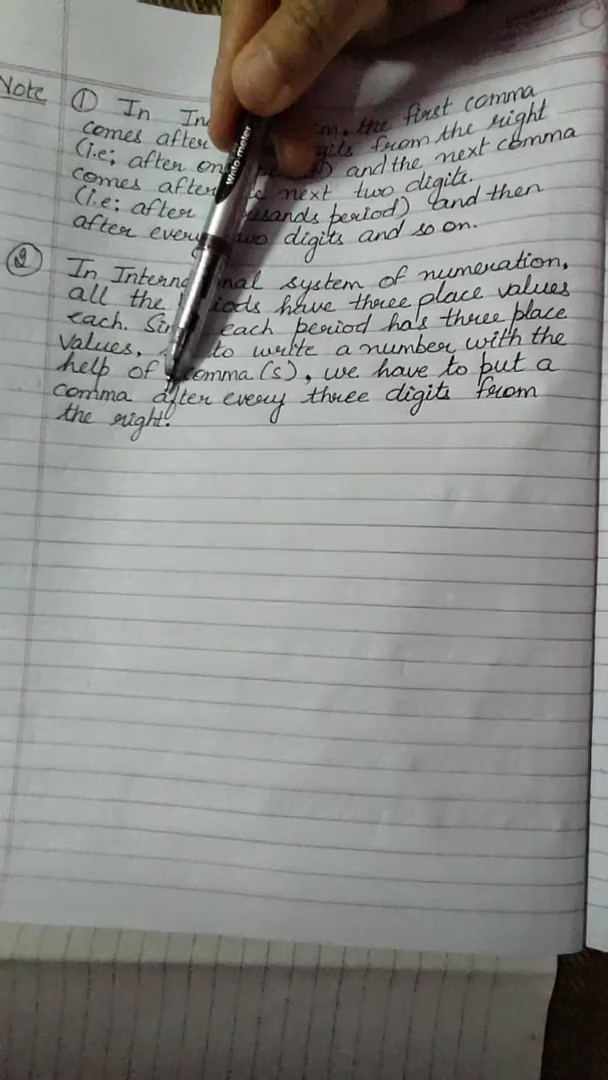 Note ① In In m, the first comma
comes after gits from the right
(i.e; after on ) and the next comma
comes after e next two digits.
(i.e; after usands period) and then
after every two digits and so on.
② In Interna nal system of numeration,
all the iods have three place values
each. Sin each period has three place
values, to write a number with the
help of comma(s), we have to put a
comma after every three digits from
the right.
Writo meter